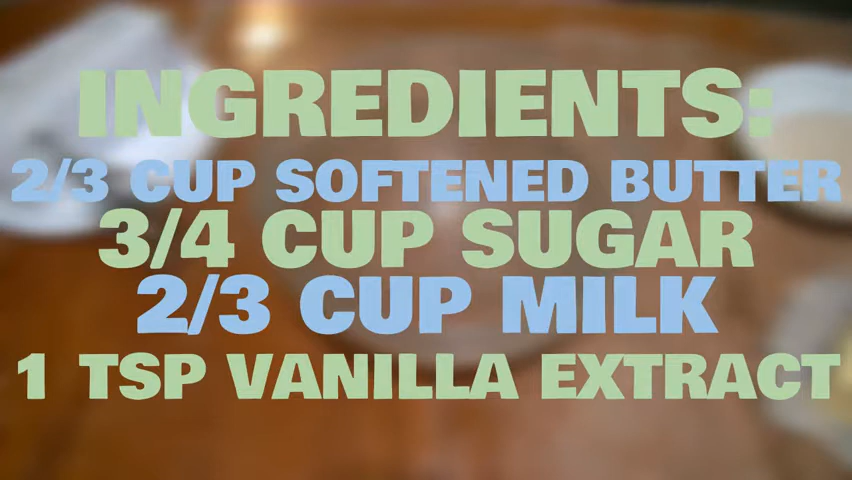 INGREDIENTS:
2/3 CUP SOFTENED BUTTER
3/4 CUP SUGAR
2/3 CUP MILK
1 TSP VANILLA EXTRACT